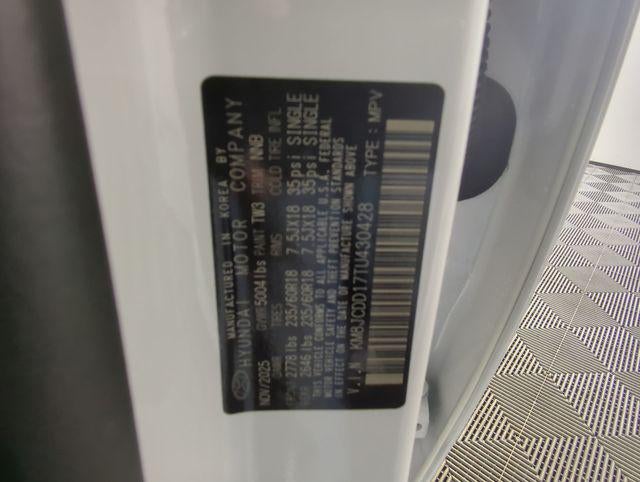 MANUFACTURED IN KOREA BY
HYUNDAI MOTOR COMPANY
NOV/2025 GVWR 5004 lbs PAINT TW3 TRIM NNB
TIRES RIMS COLD TIRE INFL
2778 lbs 235/60R18 7.5JX18 35psi SINGLE
2646 lbs 235/60R18 7.5JX18 35psi SINGLE
THIS VEHICLE CONFORMS TO ALL APPLICABLE U.S.A. FEDERAL
MOTOR VEHICLE SAFETY AND THEFT PREVENTION STANDARDS
IN EFFECT ON THE DATE OF MANUFACTURE SHOWN ABOVE
V.I.N KM8JCDD17TU430428 TYPE : MPV